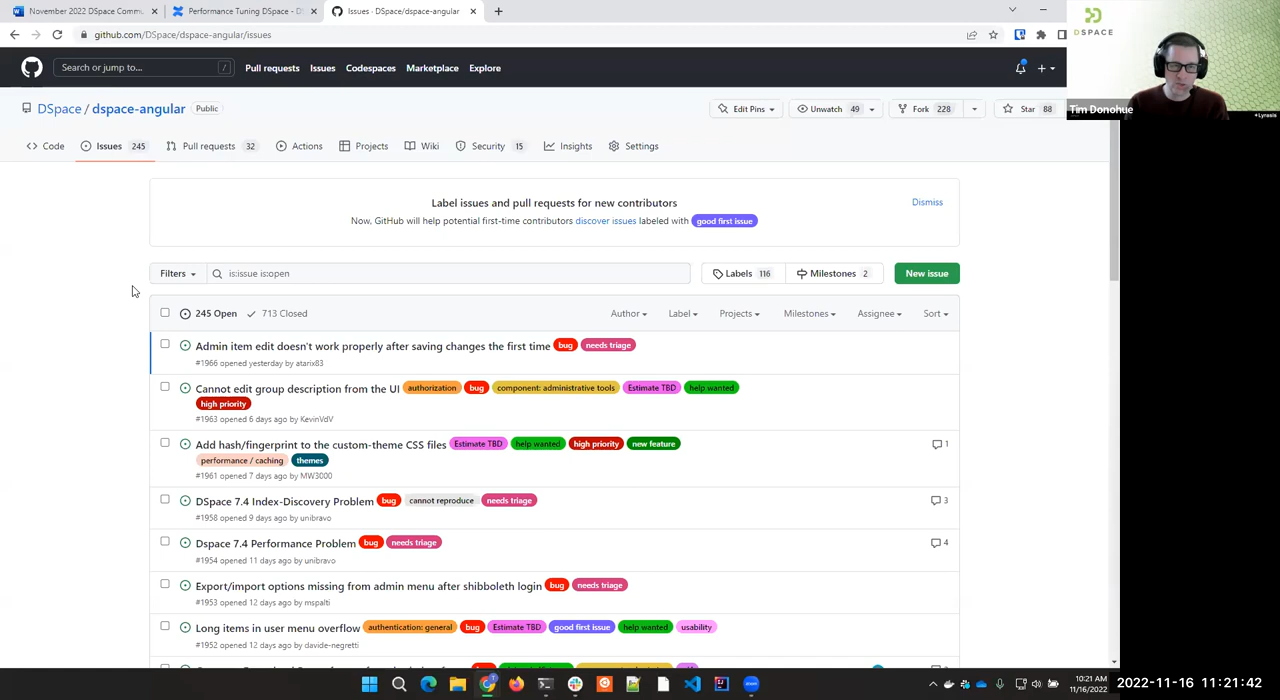 November 2022 DSpace Commu
Performance Tuning DSpace - D
Issues · DSpace/dspace-angular
github.com/DSpace/dspace-angular/issues
DSPACE
Search or jump to...
/
Pull requests
Issues
Codespaces
Marketplace
Explore
Tim Donohue
Lyrasis
DSpace / dspace-angular
Public
Edit Pins
Unwatch 49
Fork 228
Star 88
Code
Issues 245
Pull requests 32
Actions
Projects
Wiki
Security 15
Insights
Settings
Label issues and pull requests for new contributors
Dismiss
Now, GitHub will help potential first-time contributors discover issues labeled with good first issue
Filters
is:issue is:open
Labels 116
Milestones 2
New issue
245 Open
713 Closed
Author
Label
Projects
Milestones
Assignee
Sort
Admin item edit doesn't work properly after saving changes the first time bug needs triage
#1966 opened yesterday by atarix83
Cannot edit group description from the UI authorization bug component: administrative tools Estimate TBD help wanted
high priority
#1963 opened 6 days ago by KevinVdV
Add hash/fingerprint to the custom-theme CSS files Estimate TBD help wanted high priority new feature
1
performance / caching themes
#1961 opened 7 days ago by MW3000
DSpace 7.4 Index-Discovery Problem bug cannot reproduce needs triage
3
#1958 opened 9 days ago by unibravo
Dspace 7.4 Performance Problem bug needs triage
4
#1954 opened 11 days ago by unibravo
Export/import options missing from admin menu after shibboleth login bug needs triage
#1953 opened 12 days ago by mspalti
Long items in user menu overflow authentication: general bug Estimate TBD good first issue help wanted usability
#1952 opened 12 days ago by davide-negretti
10:21 AM
11/16/2022
2022-11-16 11:21:42